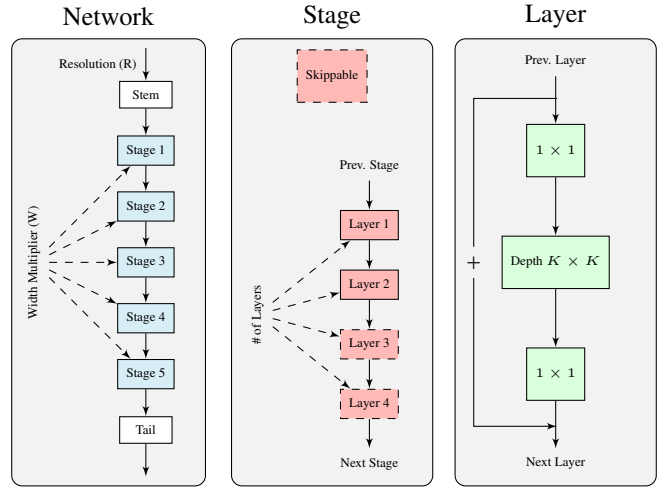 Network
Resolution (R)
Stem
Stage 1
Stage 2
Stage 3
Stage 4
Stage 5
Tail
Width Multiplier (W)
Stage
Skippable
Prev. Stage
Layer 1
Layer 2
Layer 3
Layer 4
Next Stage
# of Layers
Layer
Prev. Layer
1 × 1
+
Depth K × K
1 × 1
Next Layer